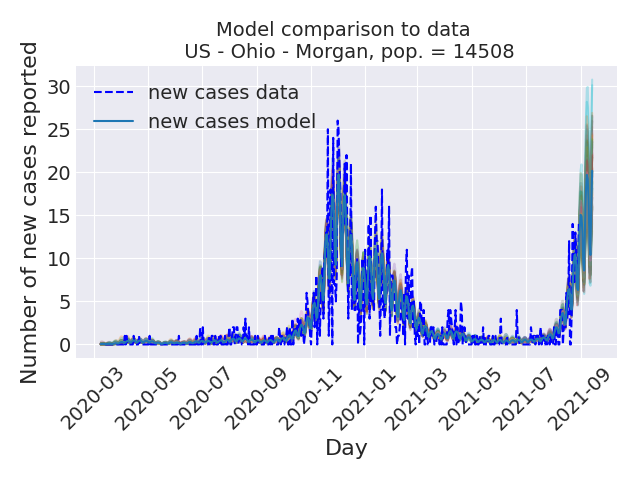 Model comparison to data
US - Ohio - Morgan, pop. = 14508
Number of new cases reported
30
25
20
15
10
5
0
new cases data
new cases model
2020-03
2020-05
2020-07
2020-09
2020-11
2021-01
2021-03
2021-05
2021-07
2021-09
Day